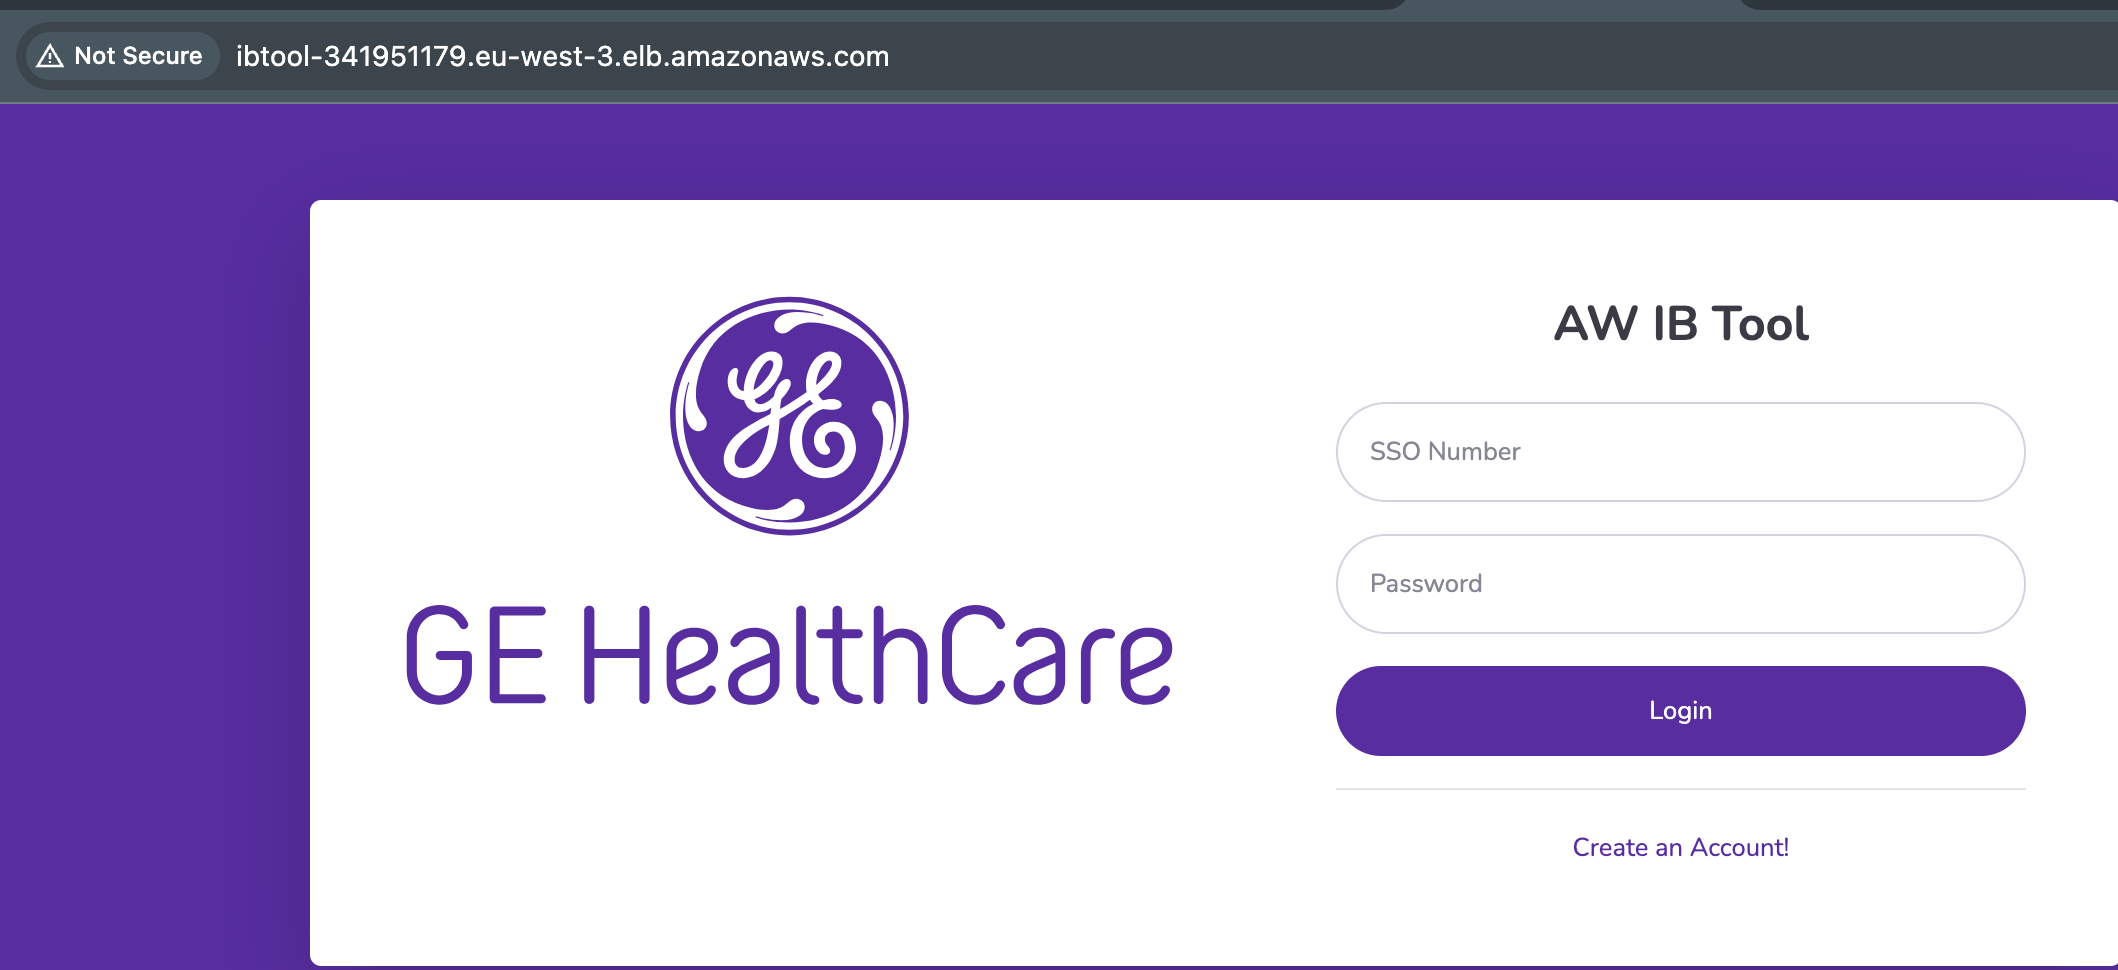 Not Secure ibtool-341951179.eu-west-3.elb.amazonaws.com
GE
GE HealthCare
AW IB Tool
SSO Number
Password
Login
Create an Account!